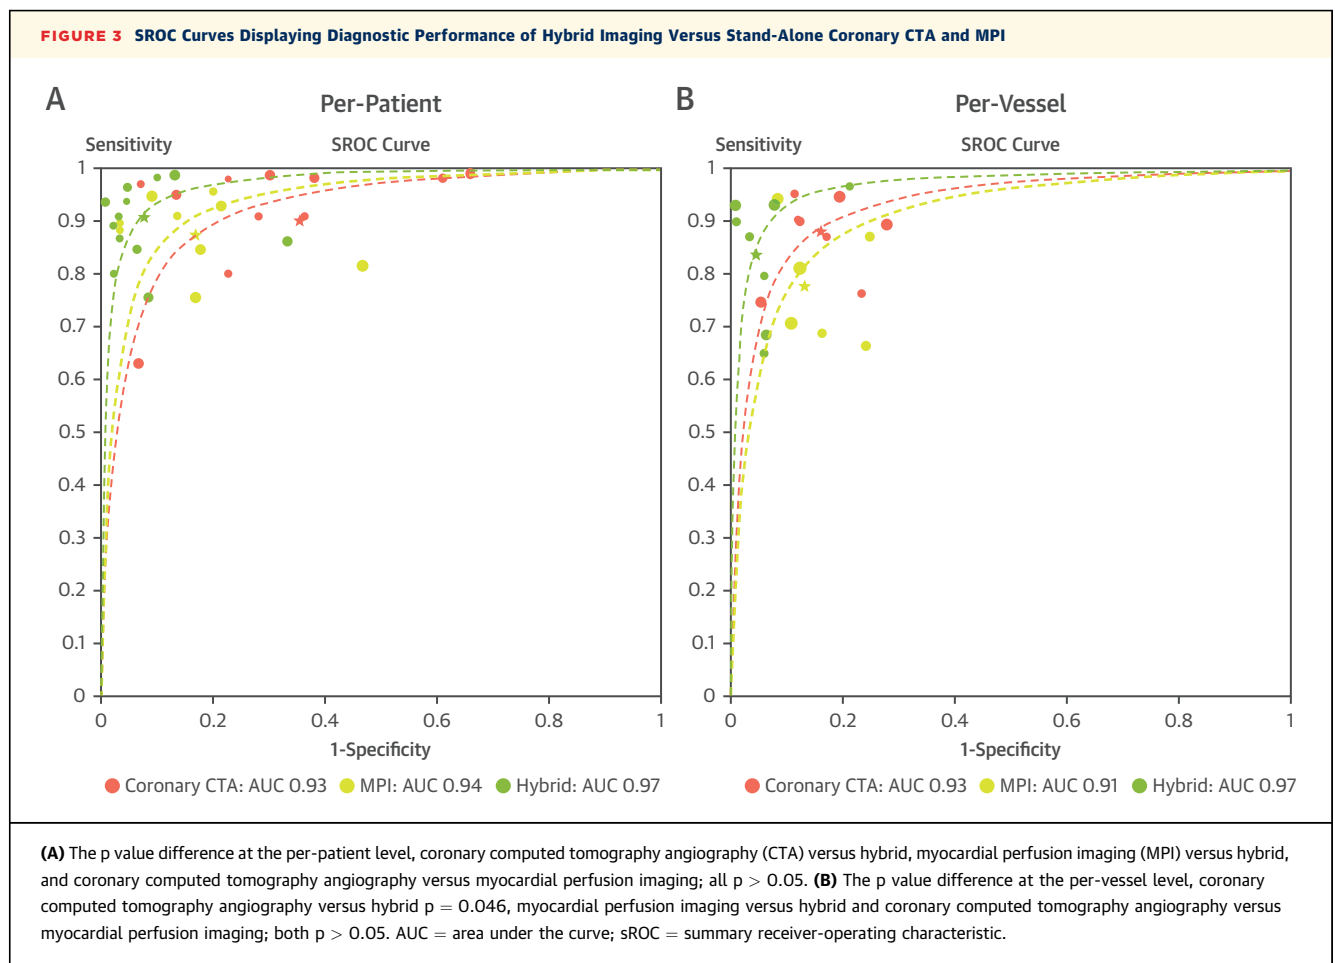 FIGURE 3 SROC Curves Displaying Diagnostic Performance of Hybrid Imaging Versus Stand-Alone Coronary CTA and MPI
A
Per-Patient
Sensitivity
SROC Curve
1
0.9
0.8
0.7
0.6
0.5
0.4
0.3
0.2
0.1
0
0 0.2 0.4 0.6 0.8 1
1-Specificity
Coronary CTA: AUC 0.93 MPI: AUC 0.94 Hybrid: AUC 0.97
B
Per-Vessel
Sensitivity
SROC Curve
1
0.9
0.8
0.7
0.6
0.5
0.4
0.3
0.2
0.1
0
0 0.2 0.4 0.6 0.8 1
1-Specificity
Coronary CTA: AUC 0.93 MPI: AUC 0.91 Hybrid: AUC 0.97
(A) The p value difference at the per-patient level, coronary computed tomography angiography (CTA) versus hybrid, myocardial perfusion imaging (MPI) versus hybrid,
and coronary computed tomography angiography versus myocardial perfusion imaging; all p > 0.05. (B) The p value difference at the per-vessel level, coronary
computed tomography angiography versus hybrid p = 0.046, myocardial perfusion imaging versus hybrid and coronary computed tomography angiography versus
myocardial perfusion imaging; both p > 0.05. AUC = area under the curve; sROC = summary receiver-operating characteristic.